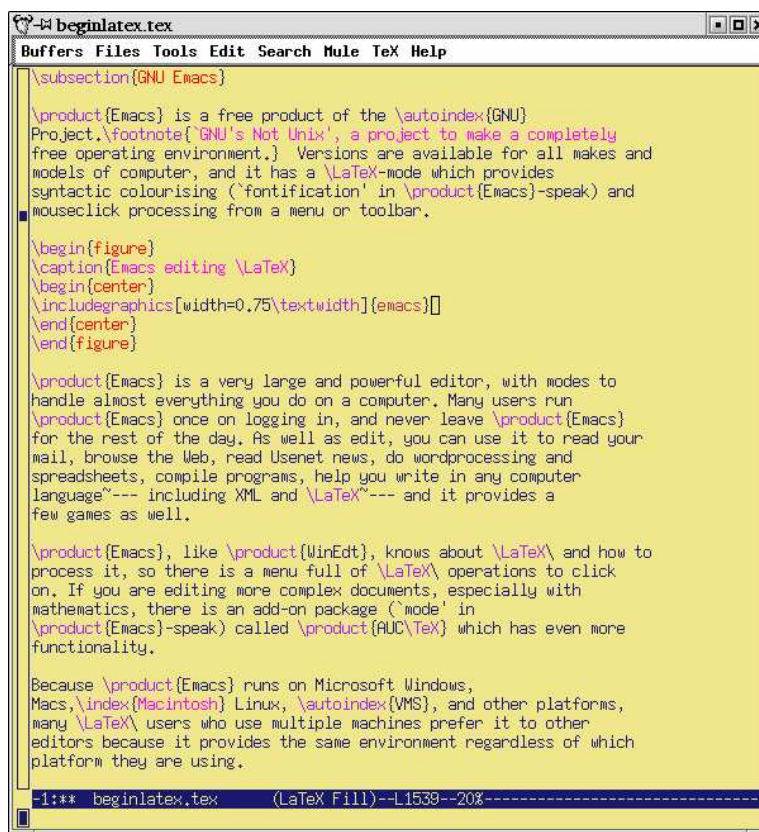 beginlatex.tex
Buffers Files Tools Edit Search Mule TeX Help
\subsection{GNU Emacs}
\product{Emacs} is a free product of the \autoindex{GNU}
Project.\footnote{`GNU's Not Unix', a project to make a completely
free operating environment.}  Versions are available for all makes and
models of computer, and it has a \LaTeX-mode which provides
syntactic colourising (`fontification' in \product{Emacs}-speak) and
mouseclick processing from a menu or toolbar.
\begin{figure}
\caption{Emacs editing \LaTeX}
\begin{center}
\includegraphics[width=0.75\textwidth]{emacs}
\end{center}
\end{figure}
\product{Emacs} is a very large and powerful editor, with modes to
handle almost everything you do on a computer. Many users run
\product{Emacs} once on logging in, and never leave \product{Emacs}
for the rest of the day. As well as edit, you can use it to read your
mail, browse the Web, read Usenet news, do wordprocessing and
spreadsheets, compile programs, help you write in any computer
language~--- including XML and \LaTeX~--- and it provides a
few games as well.
\product{Emacs}, like \product{WinEdt}, knows about \LaTeX\ and how to
process it, so there is a menu full of \LaTeX\ operations to click
on. If you are editing more complex documents, especially with
mathematics, there is an add-on package (`mode' in
\product{Emacs}-speak) called \product{AUC\TeX} which has even more
functionality.
Because \product{Emacs} runs on Microsoft Windows,
Macs,\index{Macintosh} Linux, \autoindex{VMS}, and other platforms,
many \LaTeX\ users who use multiple machines prefer it to other
editors because it provides the same environment regardless of which
platform they are using.
-1:**  beginlatex.tex      (LaTeX Fill)--L1539--20%--------------------------------